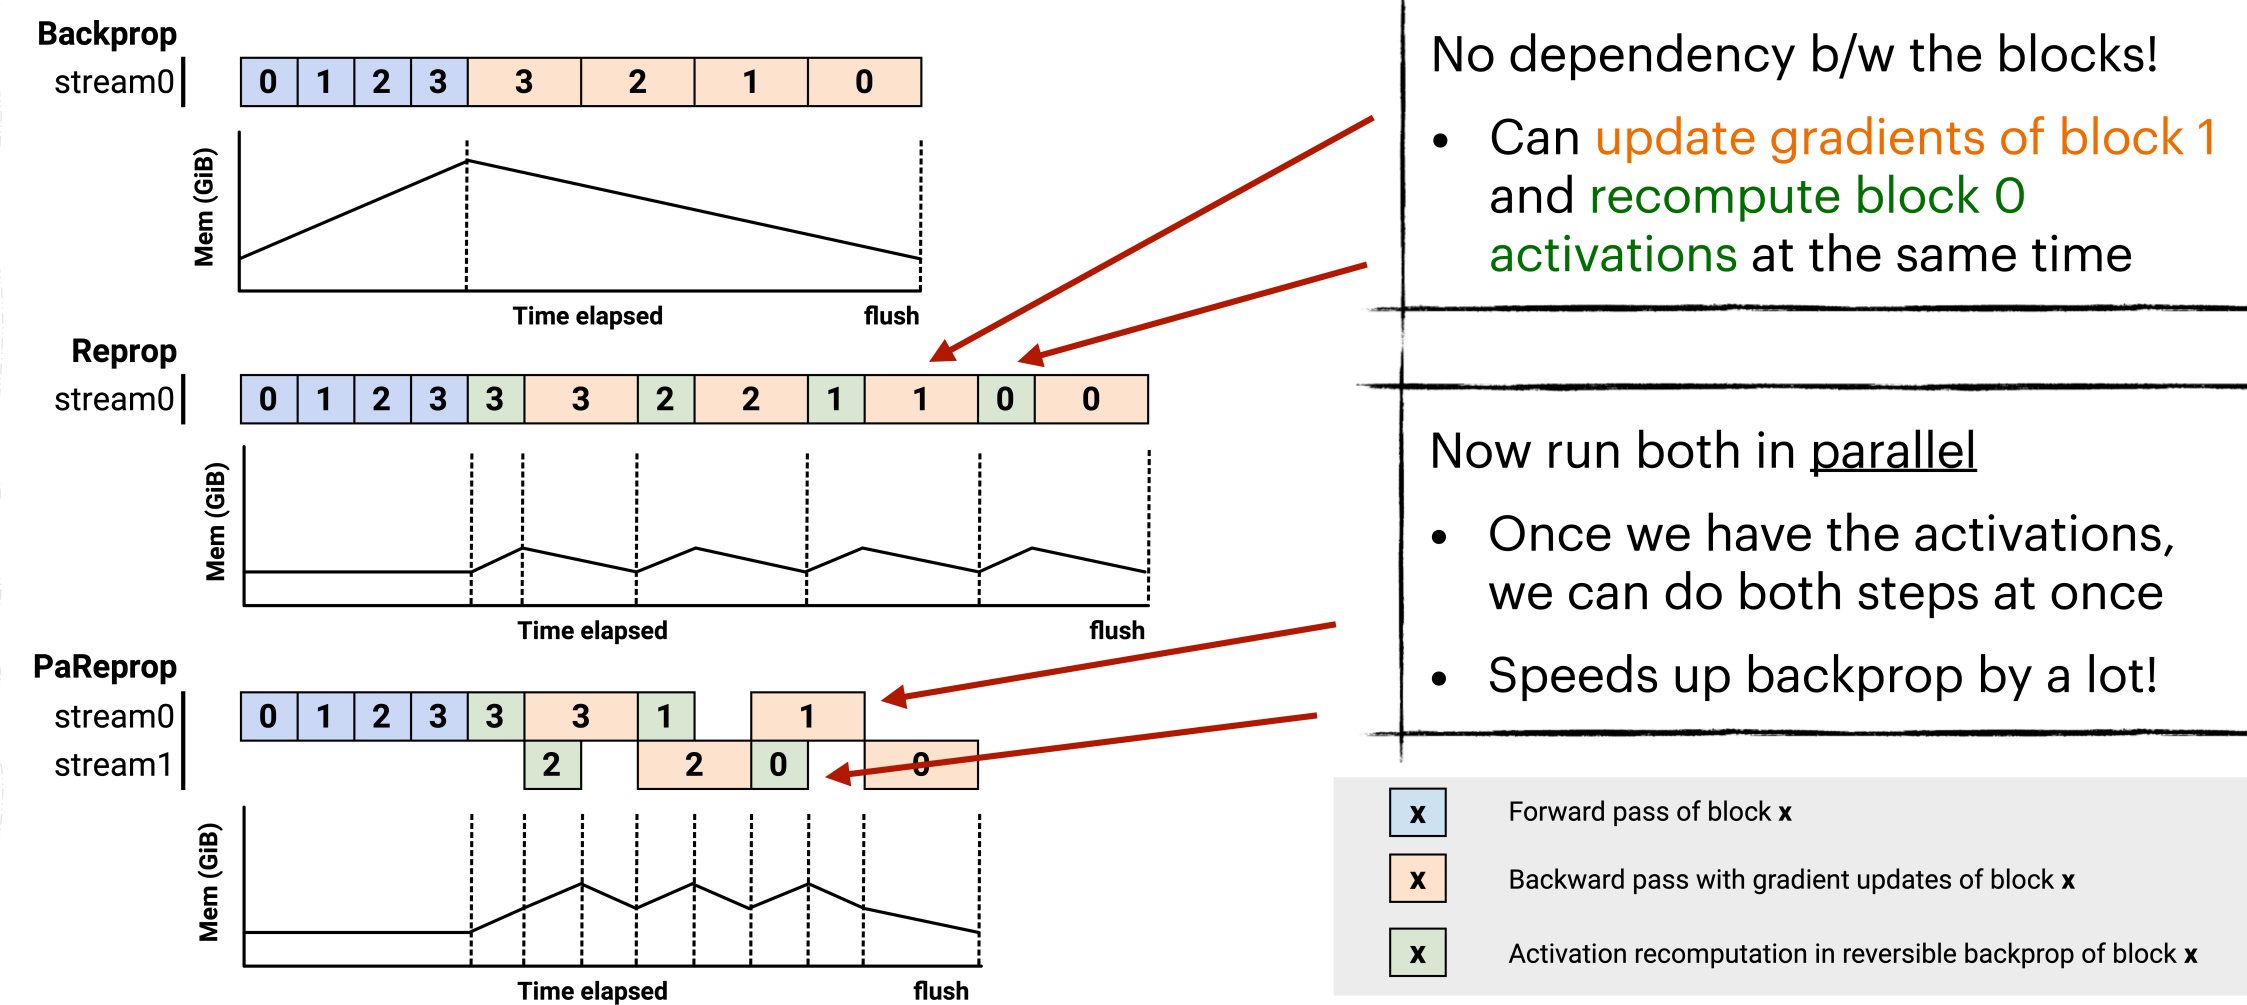 Backprop
stream0
0 1 2 3 3 2 1 0
Mem (GiB)
Time elapsed flush
Reprop
stream0
0 1 2 3 3 3 2 2 1 1 0 0
Mem (GiB)
Time elapsed flush
PaReprop
stream0
0 1 2 3 3 3 1 1
stream1
2 2 0 0
Mem (GiB)
Time elapsed flush
No dependency b/w the blocks!
• Can update gradients of block 1
and recompute block 0
activations at the same time
Now run both in parallel
• Once we have the activations,
we can do both steps at once
• Speeds up backprop by a lot!
x Forward pass of block x
x Backward pass with gradient updates of block x
x Activation recomputation in reversible backprop of block x